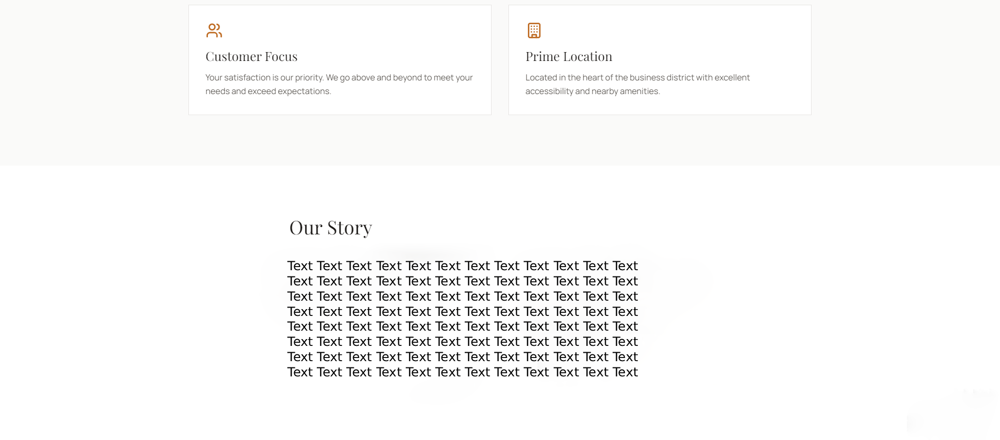 Customer Focus
Your satisfaction is our priority. We go above and beyond to meet your
needs and exceed expectations.
Prime Location
Located in the heart of the business district with excellent
accessibility and nearby amenities.
Our Story
Text Text Text Text Text Text Text Text Text Text Text Text
Text Text Text Text Text Text Text Text Text Text Text Text
Text Text Text Text Text Text Text Text Text Text Text Text
Text Text Text Text Text Text Text Text Text Text Text Text
Text Text Text Text Text Text Text Text Text Text Text Text
Text Text Text Text Text Text Text Text Text Text Text Text
Text Text Text Text Text Text Text Text Text Text Text Text
Text Text Text Text Text Text Text Text Text Text Text Text